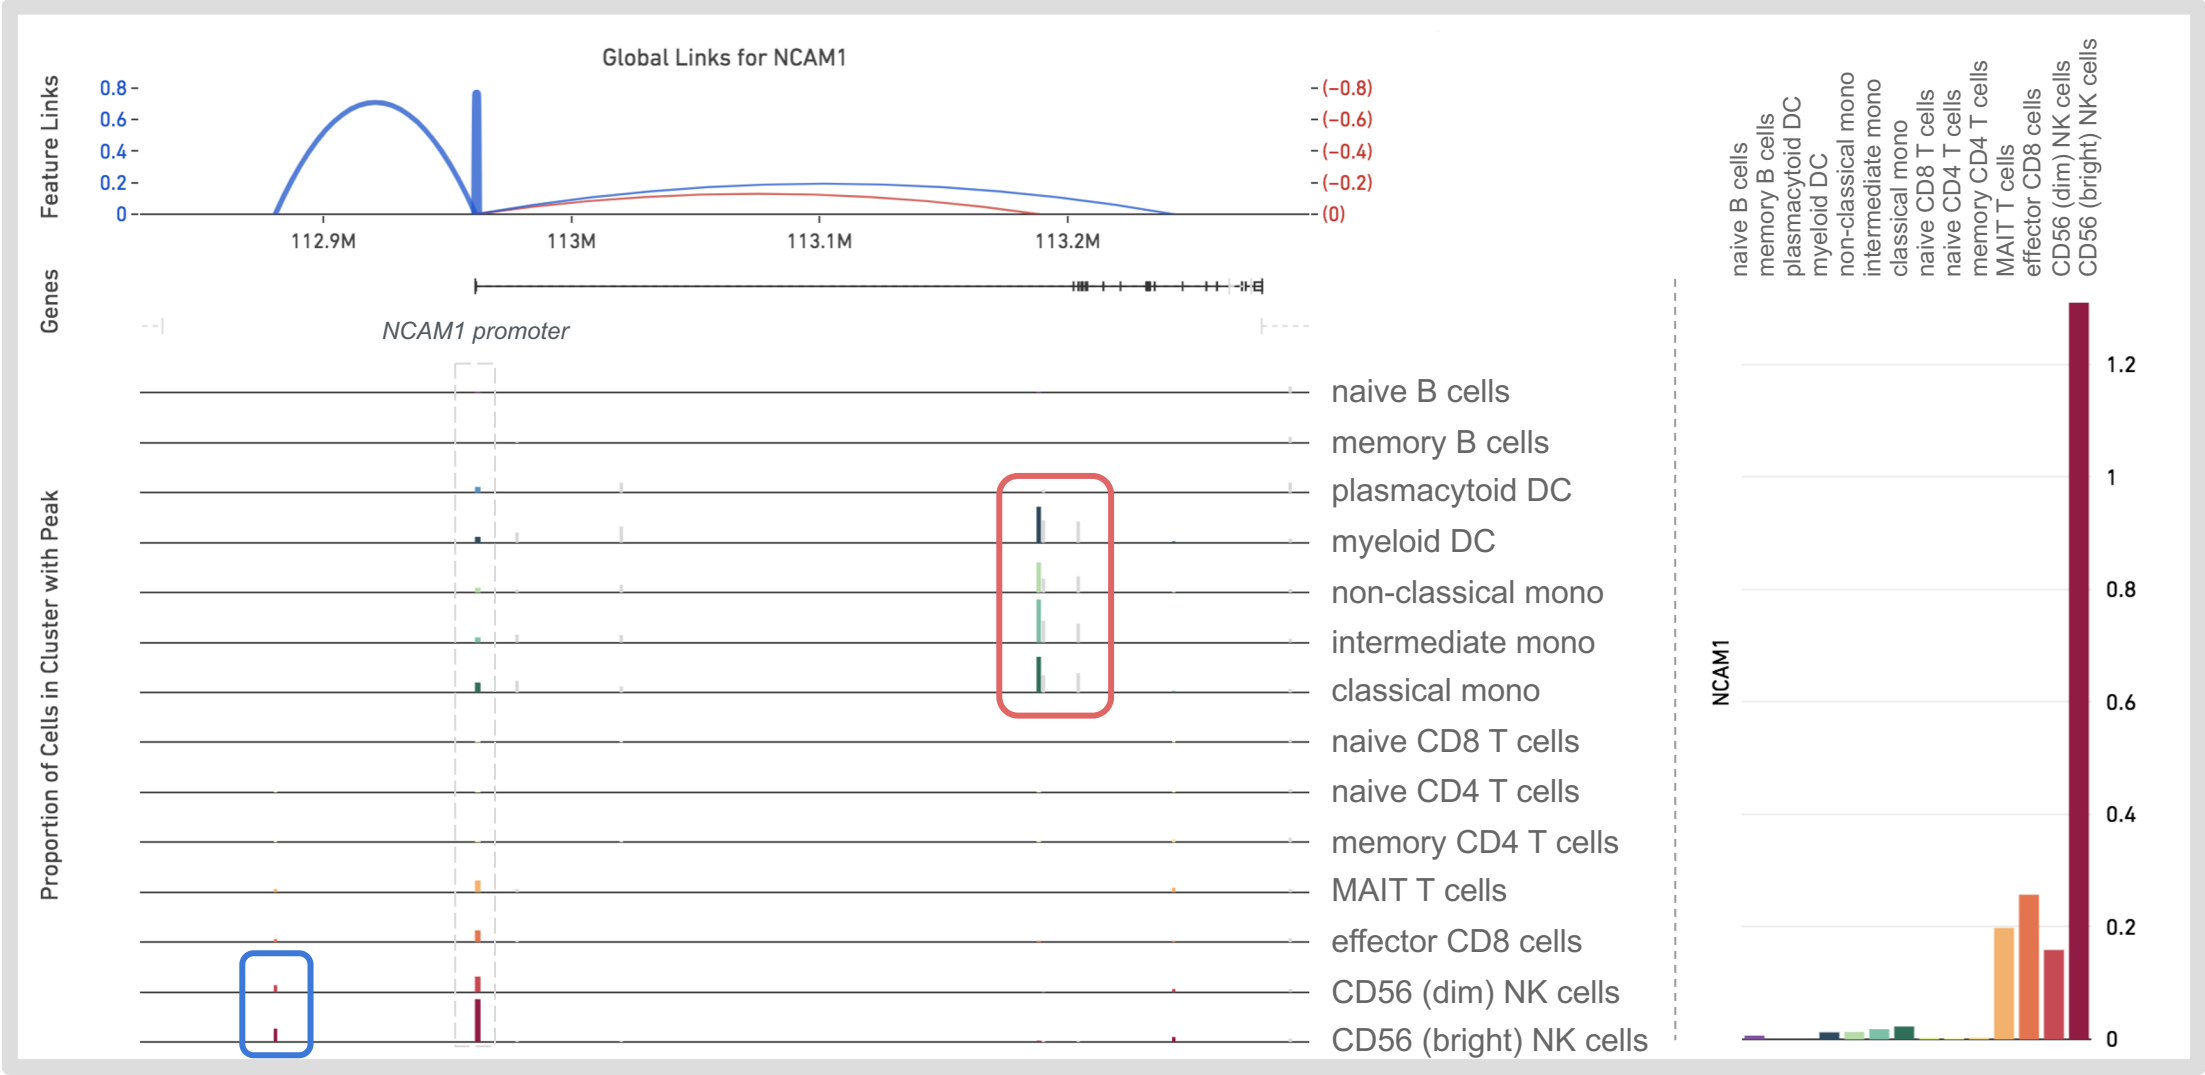 Global Links for NCAM1
Feature Links
0.8
0.6
0.4
0.2
0
(−0.8)
(−0.6)
(−0.4)
(−0.2)
(0)
112.9M
113M
113.1M
113.2M
Genes
NCAM1 promoter
Proportion of Cells in Cluster with Peak
naive B cells
memory B cells
plasmacytoid DC
myeloid DC
non-classical mono
intermediate mono
classical mono
naive CD8 T cells
naive CD4 T cells
memory CD4 T cells
MAIT T cells
effector CD8 cells
CD56 (dim) NK cells
CD56 (bright) NK cells
naive B cells
memory B cells
plasmacytoid DC
myeloid DC
non-classical mono
intermediate mono
classical mono
naive CD8 T cells
naive CD4 T cells
memory CD4 T cells
MAIT T cells
effector CD8 cells
CD56 (dim) NK cells
CD56 (bright) NK cells
NCAM1
1.2
1
0.8
0.6
0.4
0.2
0